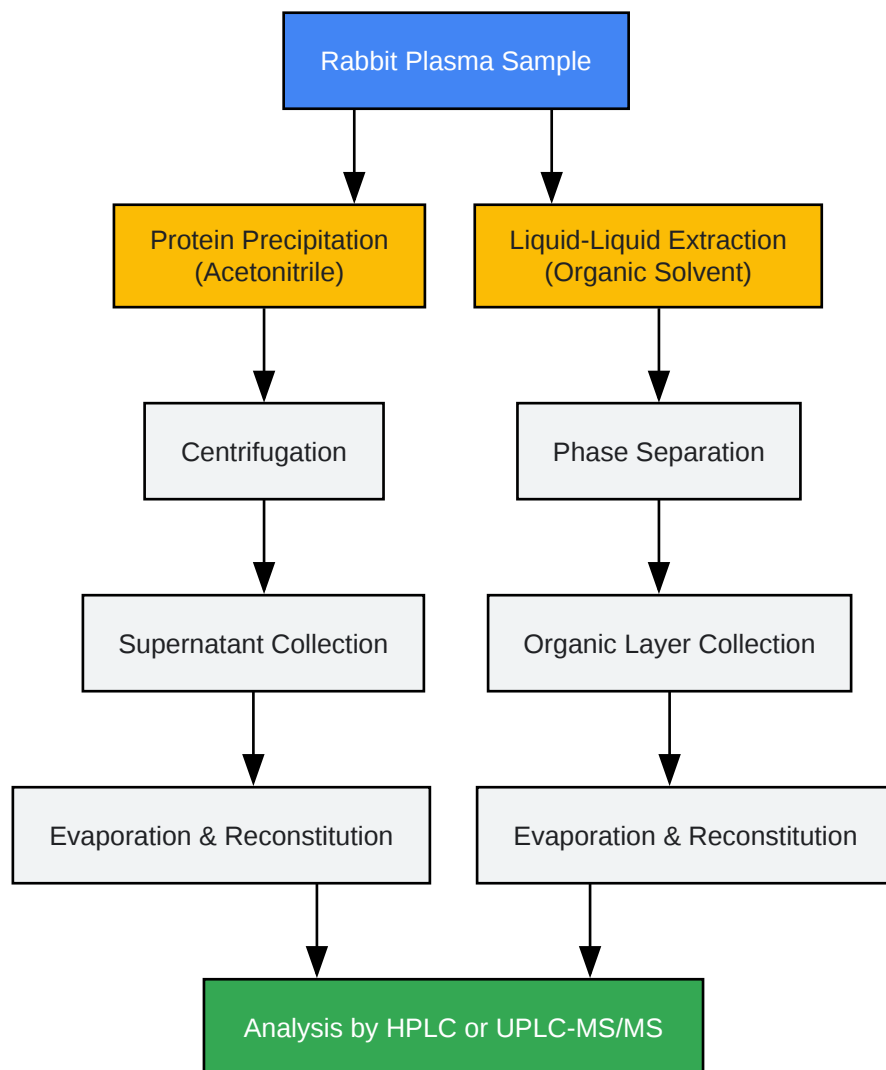 Rabbit Plasma Sample
Protein Precipitation
(Acetonitrile)
Liquid-Liquid Extraction
(Organic Solvent)
Centrifugation
Phase Separation
Supernatant Collection
Organic Layer Collection
Evaporation & Reconstitution
Evaporation & Reconstitution
Analysis by HPLC or UPLC-MS/MS